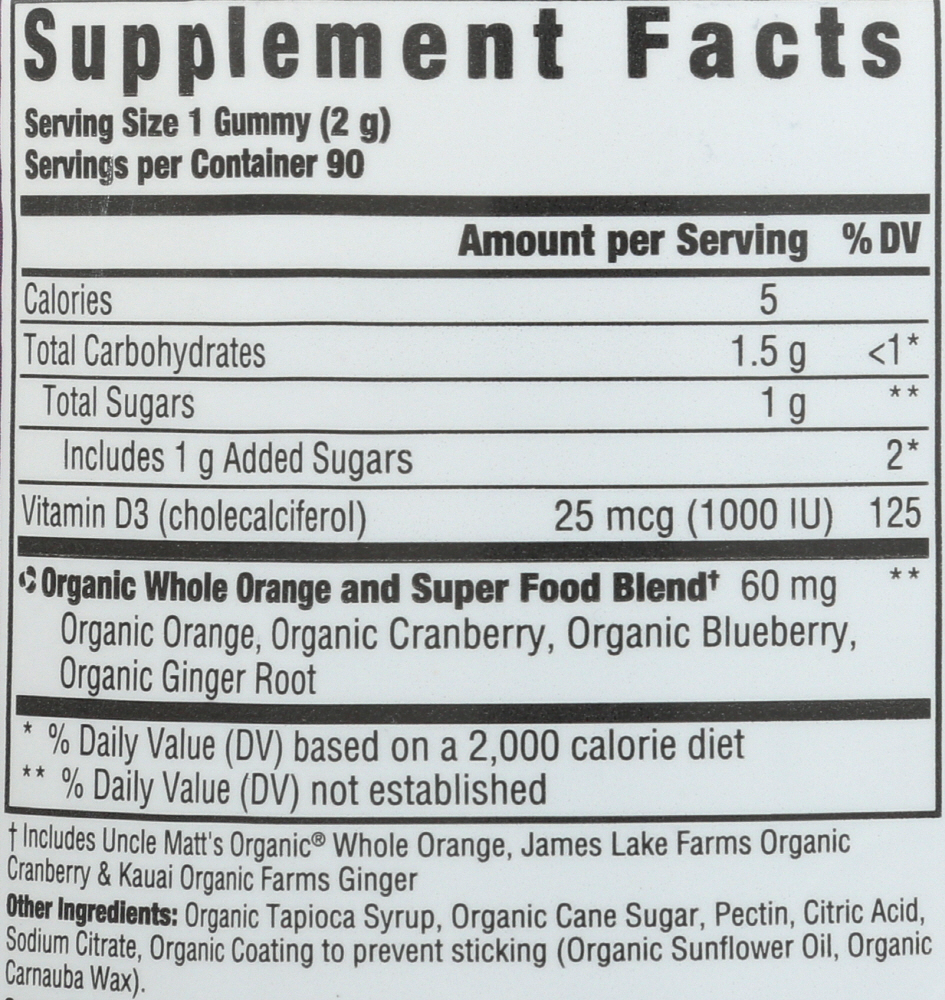 Supplement Facts
Serving Size 1 Gummy (2 g)
Servings per Container 90
Amount per Serving % DV
Calories 5
Total Carbohydrates 1.5 g <1*
Total Sugars 1 g **
Includes 1 g Added Sugars 2*
Vitamin D3 (cholecalciferol) 25 mcg (1000 IU) 125
Organic Whole Orange and Super Food Blend† 60 mg **
Organic Orange, Organic Cranberry, Organic Blueberry,
Organic Ginger Root
* % Daily Value (DV) based on a 2,000 calorie diet
** % Daily Value (DV) not established
† Includes Uncle Matt's Organic® Whole Orange, James Lake Farms Organic
Cranberry & Kauai Organic Farms Ginger
Other Ingredients: Organic Tapioca Syrup, Organic Cane Sugar, Pectin, Citric Acid,
Sodium Citrate, Organic Coating to prevent sticking (Organic Sunflower Oil, Organic
Carnauba Wax).